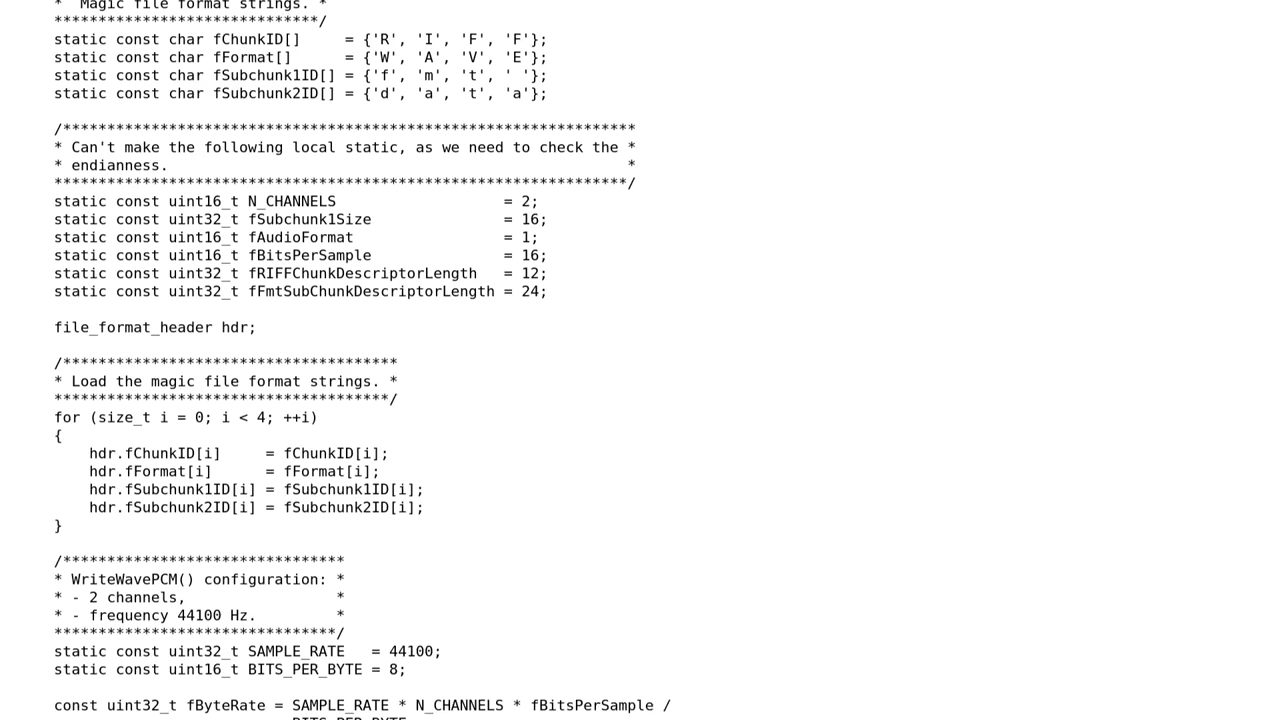 *  Magic file format strings. *
******************************/
static const char fChunkID[]     = {'R', 'I', 'F', 'F'};
static const char fFormat[]      = {'W', 'A', 'V', 'E'};
static const char fSubchunk1ID[] = {'f', 'm', 't', ' '};
static const char fSubchunk2ID[] = {'d', 'a', 't', 'a'};

/*****************************************************************
* Can't make the following local static, as we need to check the *
* endianness.                                                    *
*****************************************************************/
static const uint16_t N_CHANNELS                   = 2;
static const uint32_t fSubchunk1Size               = 16;
static const uint16_t fAudioFormat                 = 1;
static const uint16_t fBitsPerSample               = 16;
static const uint32_t fRIFFChunkDescriptorLength   = 12;
static const uint32_t fFmtSubChunkDescriptorLength = 24;

file_format_header hdr;

/**************************************
* Load the magic file format strings. *
**************************************/
for (size_t i = 0; i < 4; ++i)
{
    hdr.fChunkID[i]     = fChunkID[i];
    hdr.fFormat[i]      = fFormat[i];
    hdr.fSubchunk1ID[i] = fSubchunk1ID[i];
    hdr.fSubchunk2ID[i] = fSubchunk2ID[i];
}

/********************************
* WriteWavePCM() configuration: *
* - 2 channels,                 *
* - frequency 44100 Hz.         *
********************************/
static const uint32_t SAMPLE_RATE   = 44100;
static const uint16_t BITS_PER_BYTE = 8;

const uint32_t fByteRate = SAMPLE_RATE * N_CHANNELS * fBitsPerSample /
                           BITS_PER_BYTE